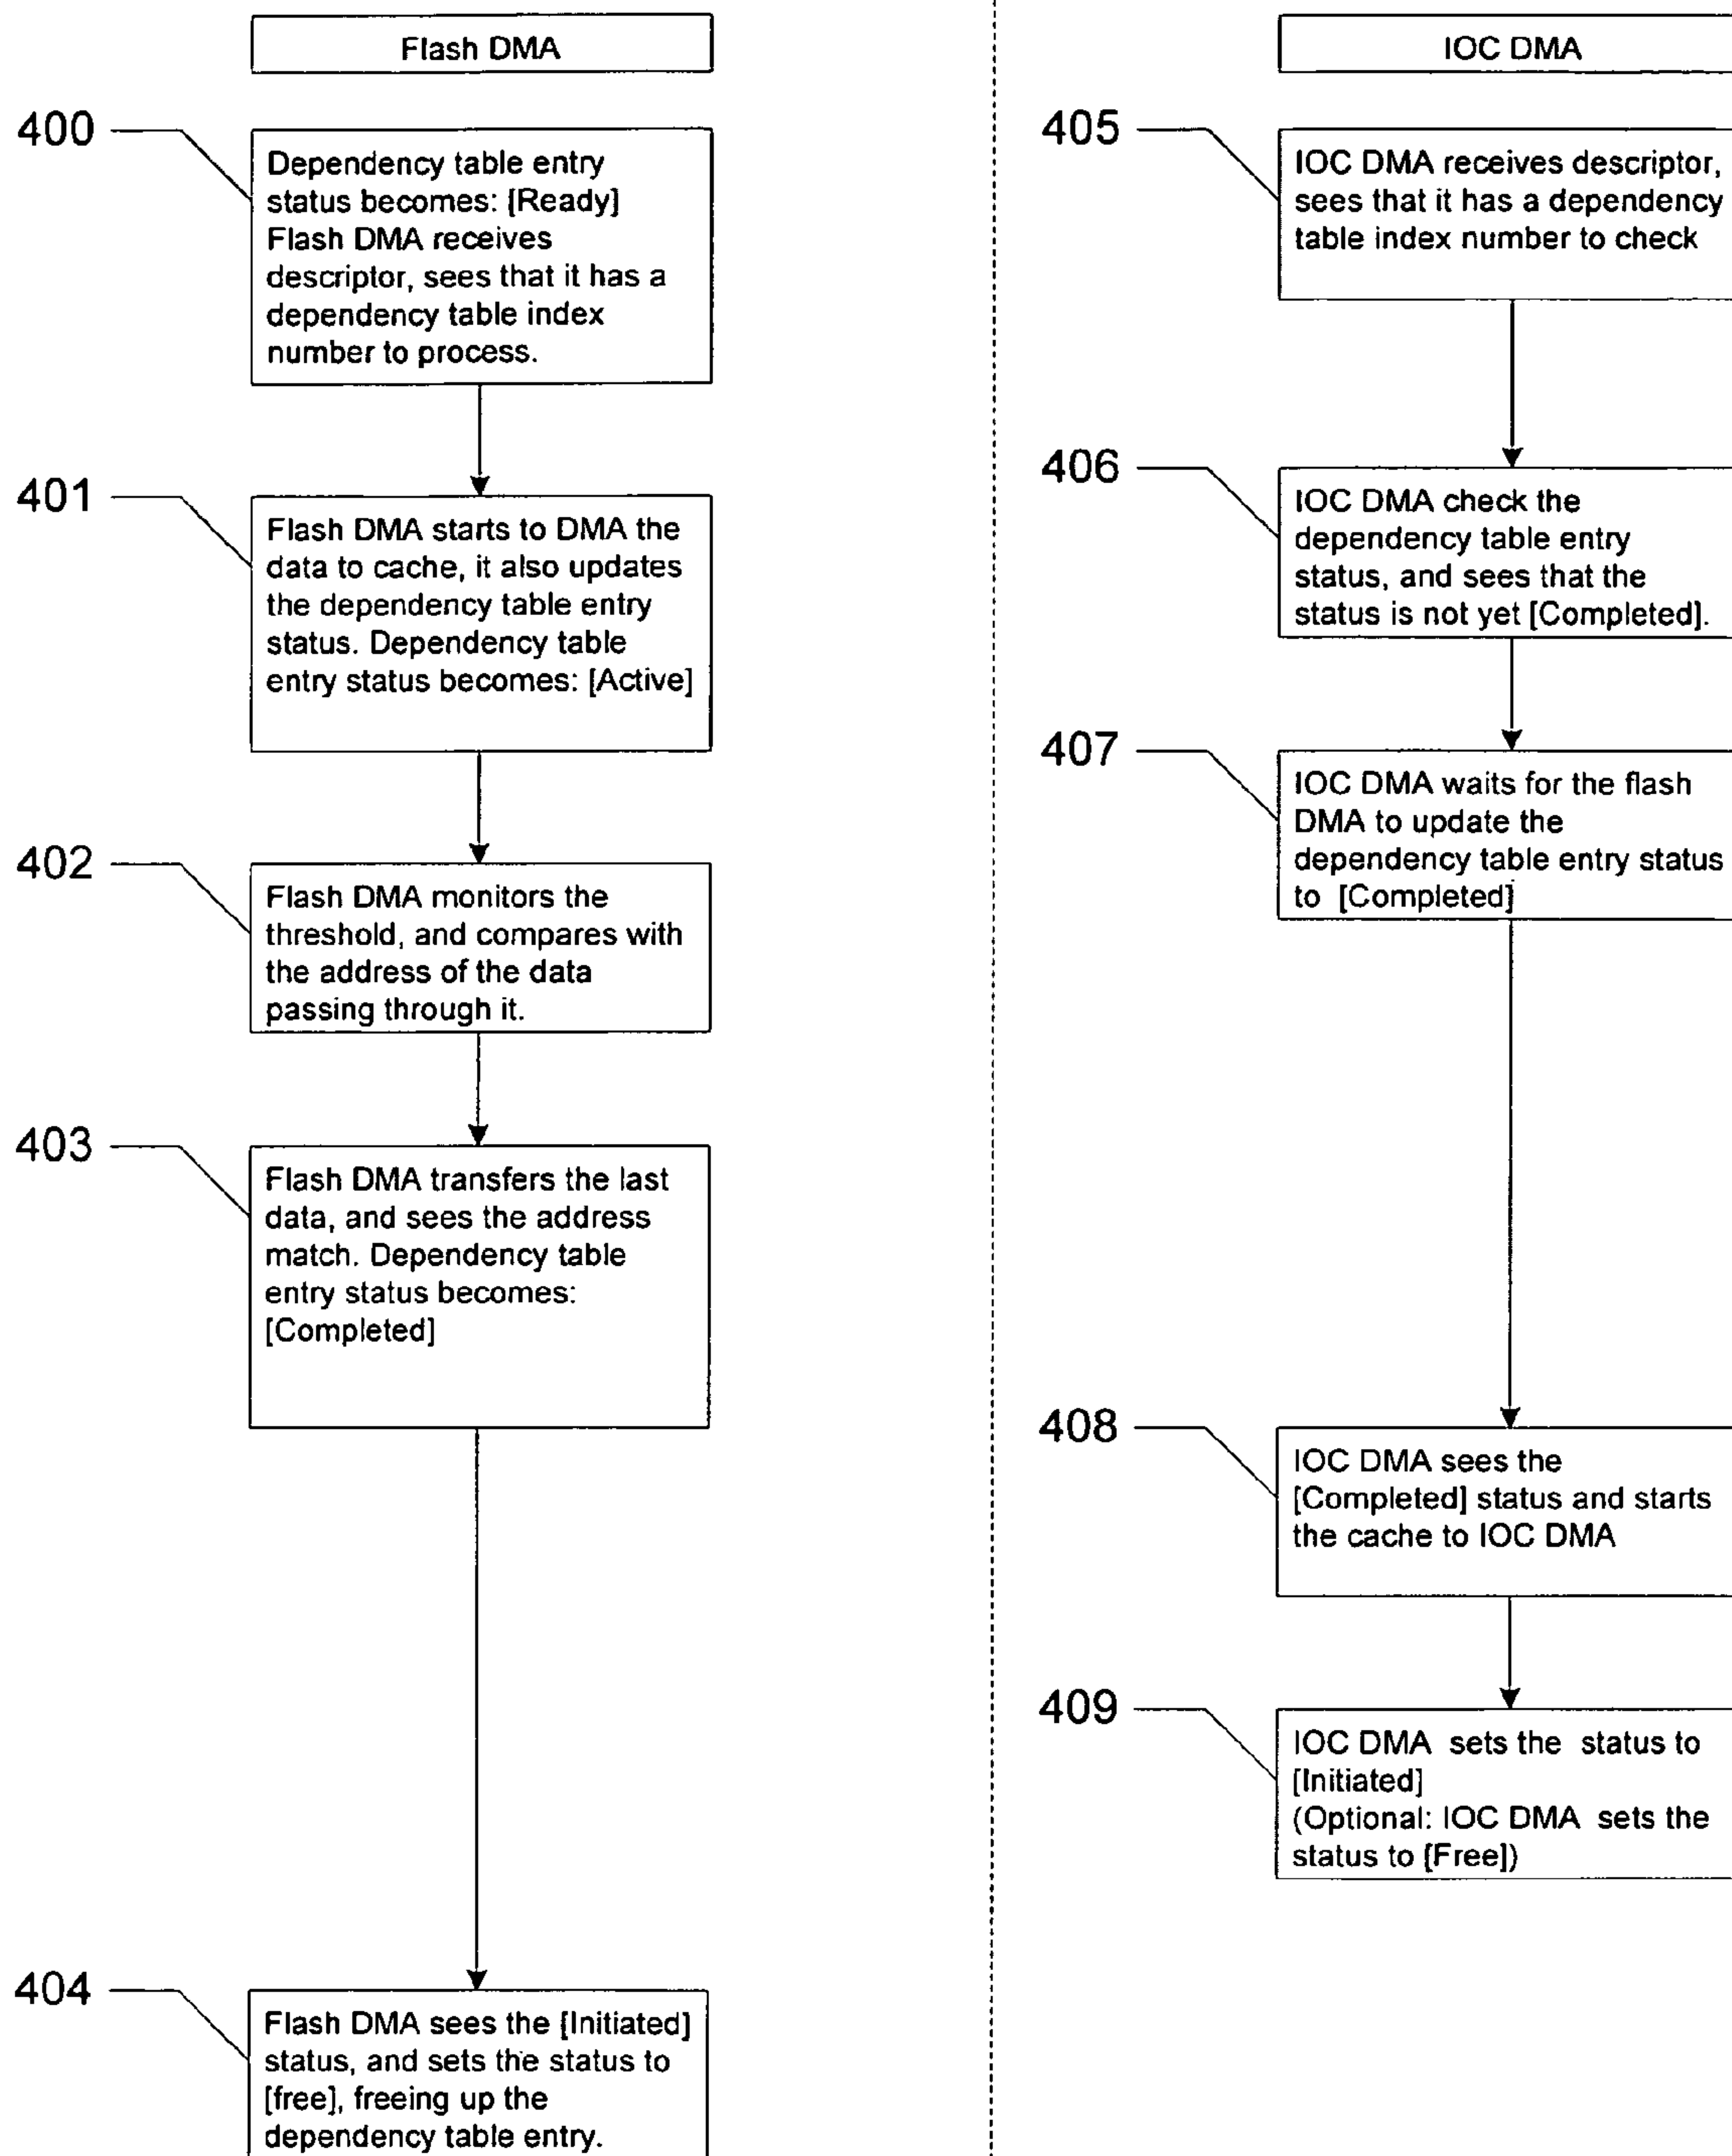 Flash DMA
400
Dependency table entry
status becomes: [Ready]
Flash DMA receives
descriptor, sees that it has a
dependency table index
number to process.
401
Flash DMA starts to DMA the
data to cache, it also updates
the dependency table entry
status. Dependency table
entry status becomes: [Active]
402
Flash DMA monitors the
threshold, and compares with
the address of the data
passing through it.
403
Flash DMA transfers the last
data, and sees the address
match. Dependency table
entry status becomes:
[Completed]
404
Flash DMA sees the [Initiated]
status, and sets the status to
[free], freeing up the
dependency table entry.
IOC DMA
405
IOC DMA receives descriptor,
sees that it has a dependency
table index number to check
406
IOC DMA check the
dependency table entry
status, and sees that the
status is not yet [Completed].
407
IOC DMA waits for the flash
DMA to update the
dependency table entry status
to [Completed]
408
IOC DMA sees the
[Completed] status and starts
the cache to IOC DMA
409
IOC DMA sets the status to
[Initiated]
(Optional: IOC DMA sets the
status to [Free])